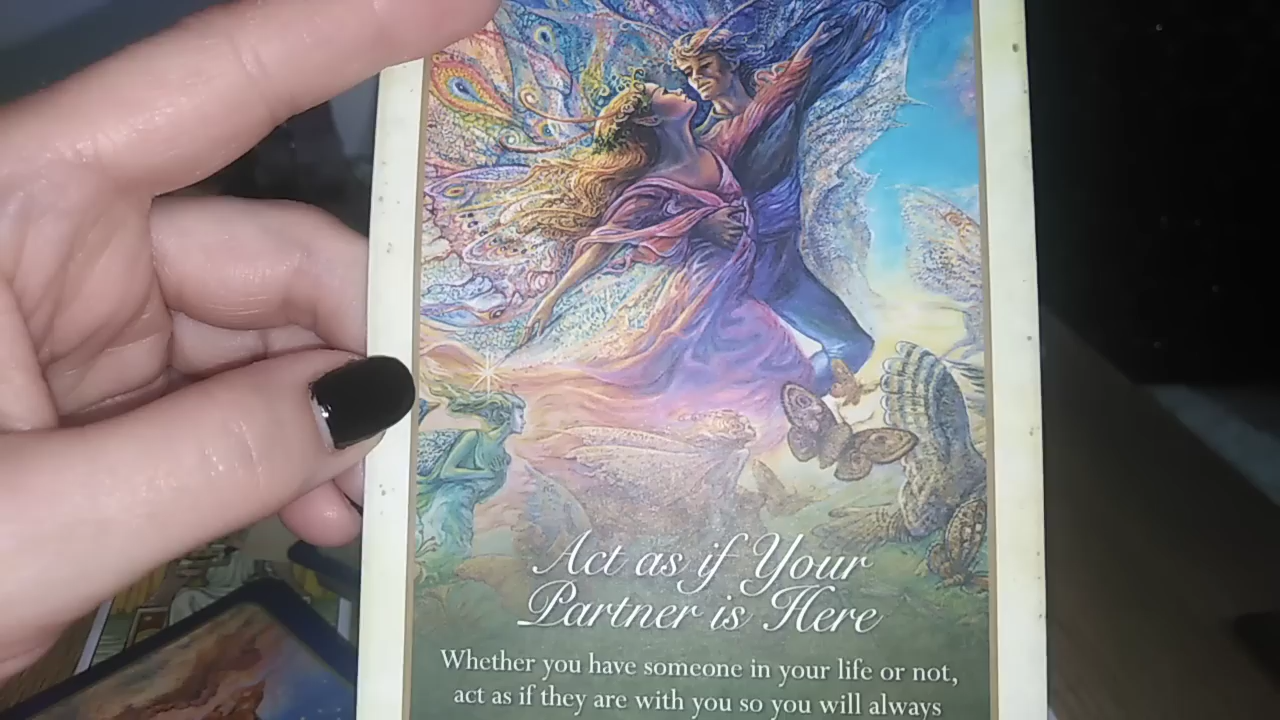 Act as if Your
Partner is Here
Whether you have someone in your life or not,
act as if they are with you so you will always